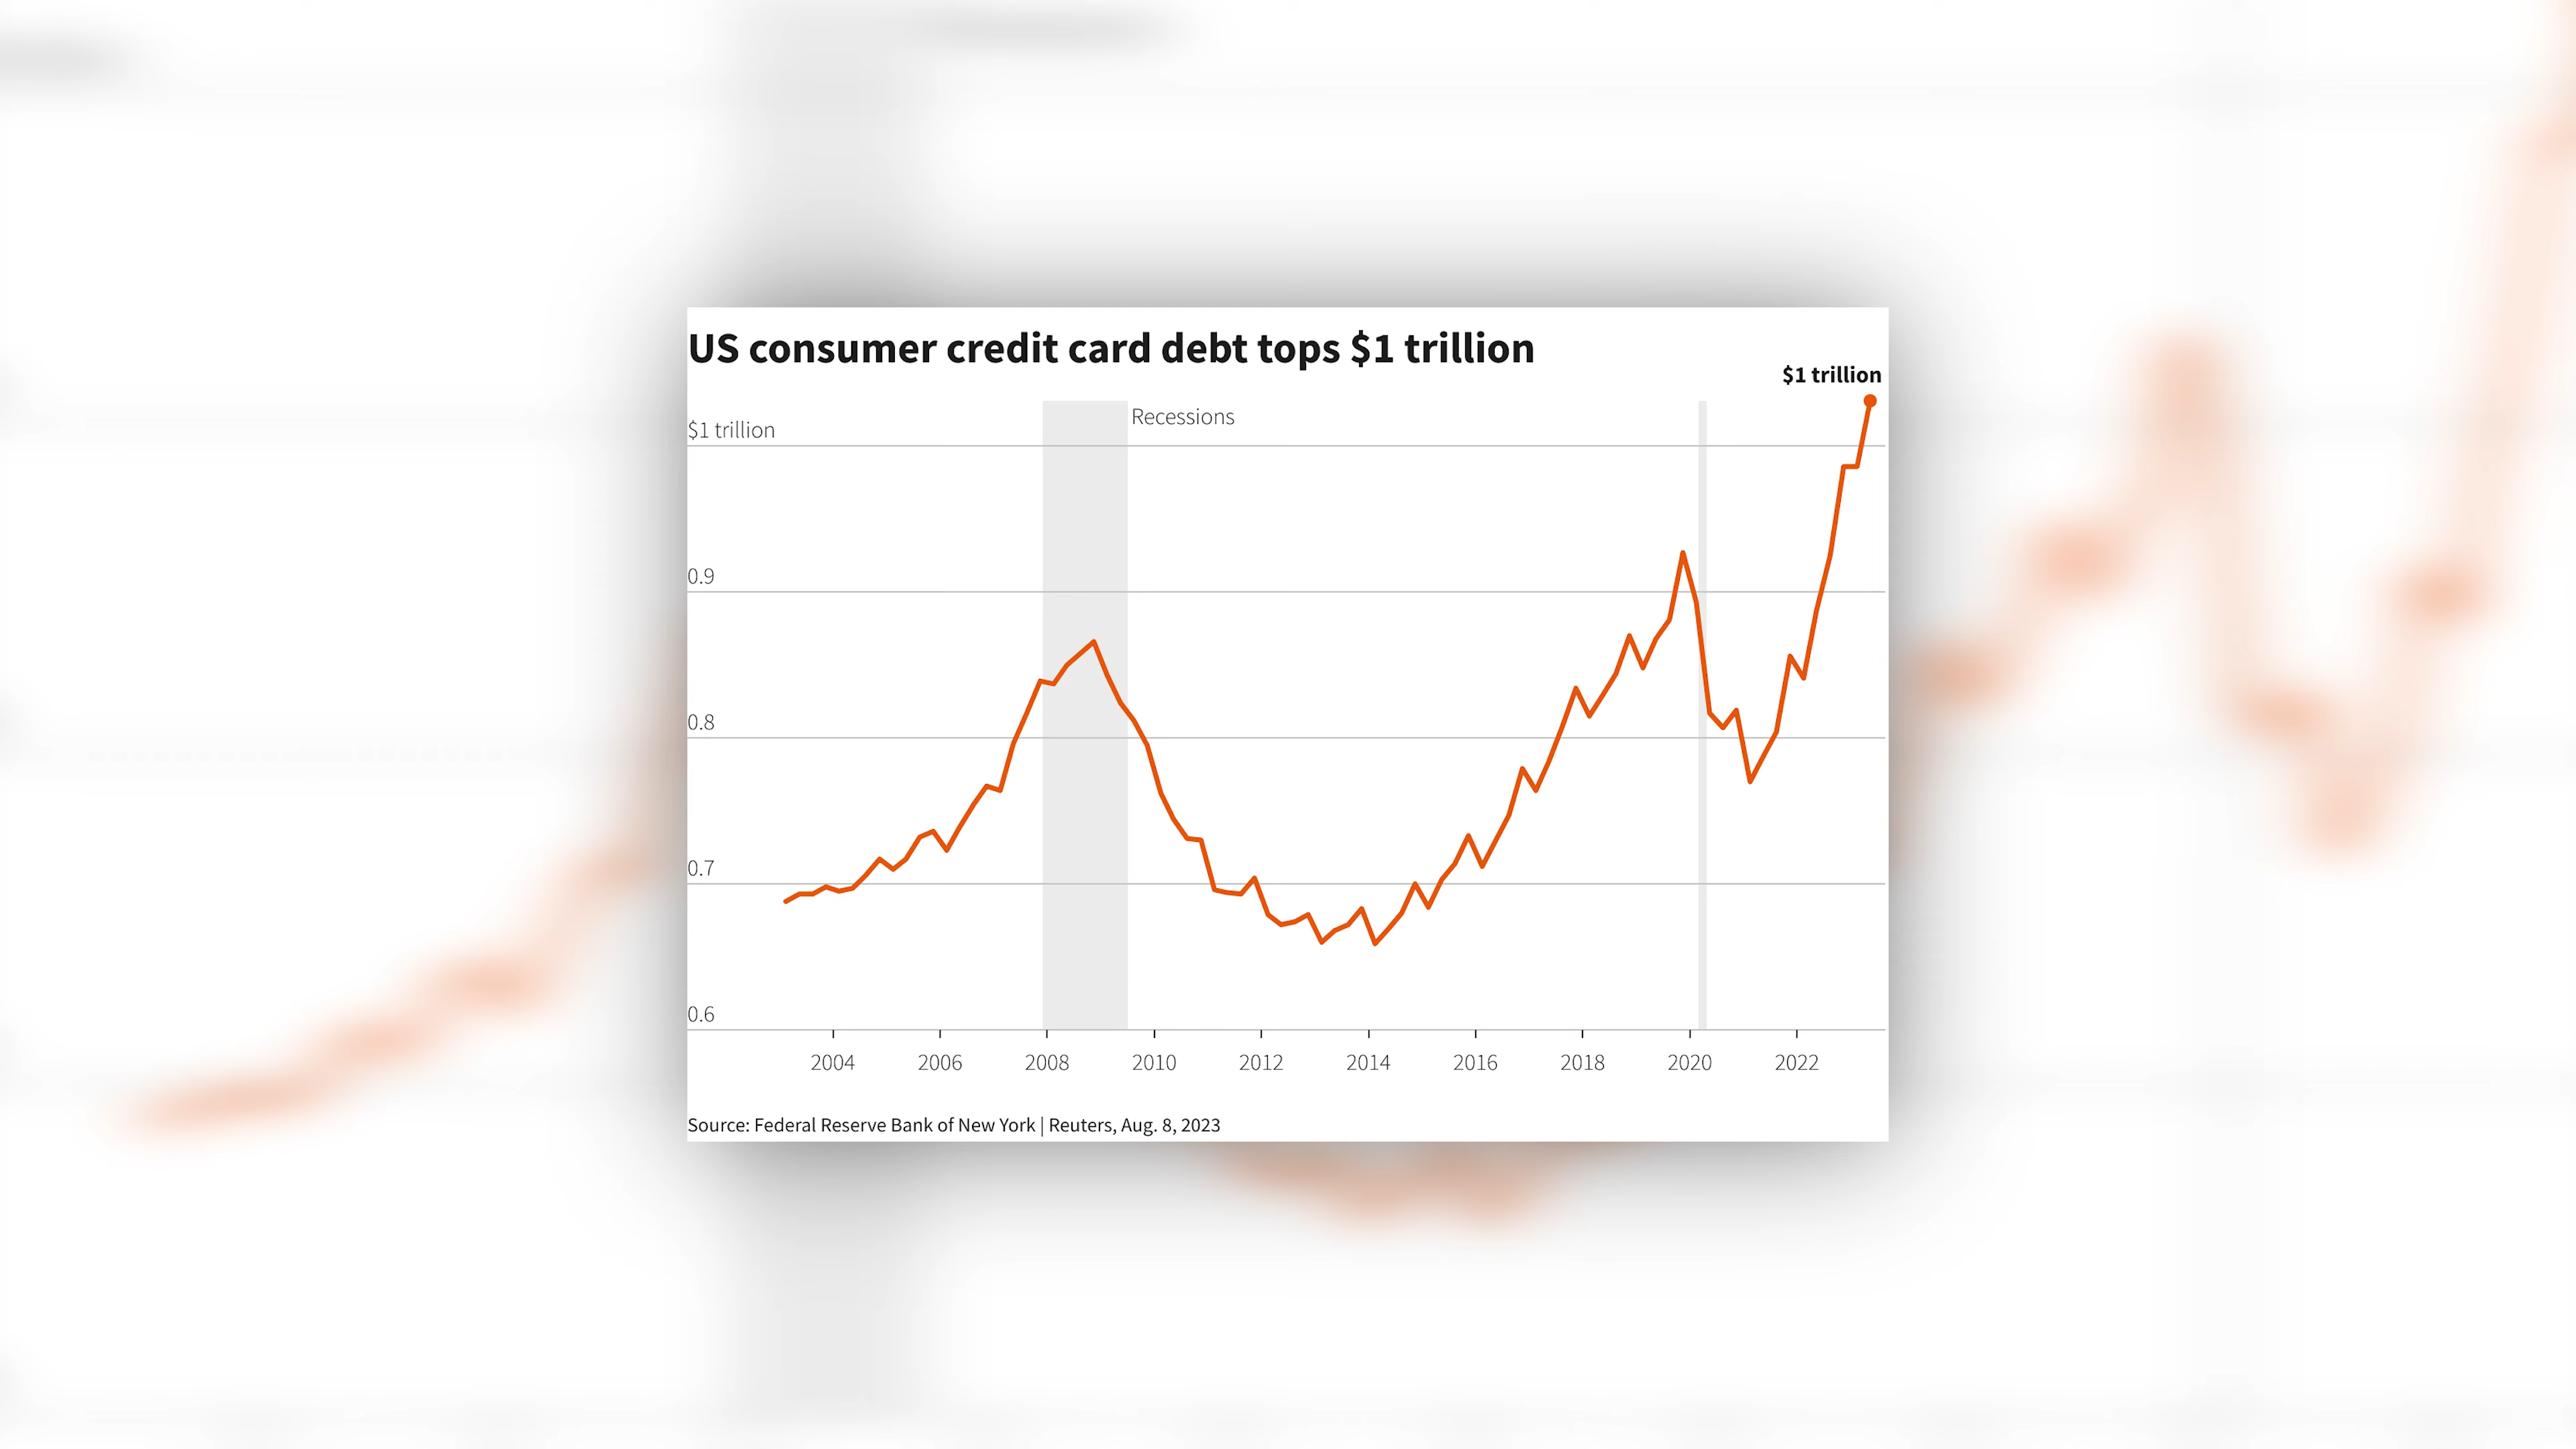 US consumer credit card debt tops $1 trillion
$1 trillion
Recessions
$1 trillion
0.9
0.8
0.7
0.6
2004 2006 2008 2010 2012 2014 2016 2018 2020 2022
Source: Federal Reserve Bank of New York | Reuters, Aug. 8, 2023